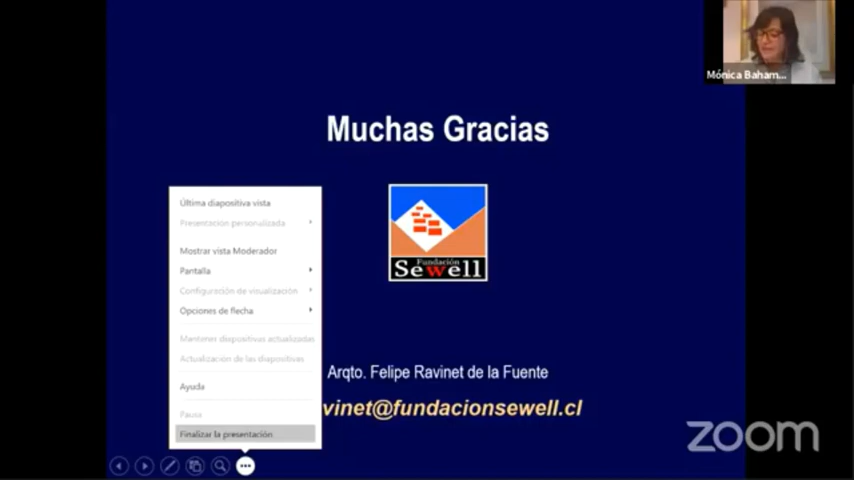 Mónica Baham...
Muchas Gracias
Fundación
Sewell
Última diapositiva vista
Presentación personalizada
Mostrar vista Moderador
Pantalla
Configuración de visualización
Opciones de flecha
Mantener diapositivas actualizadas
Actualización de las diapositivas
Ayuda
Pausa
Finalizar la presentación
Arqto. Felipe Ravinet de la Fuente
vinet@fundacionsewell.cl
zoom